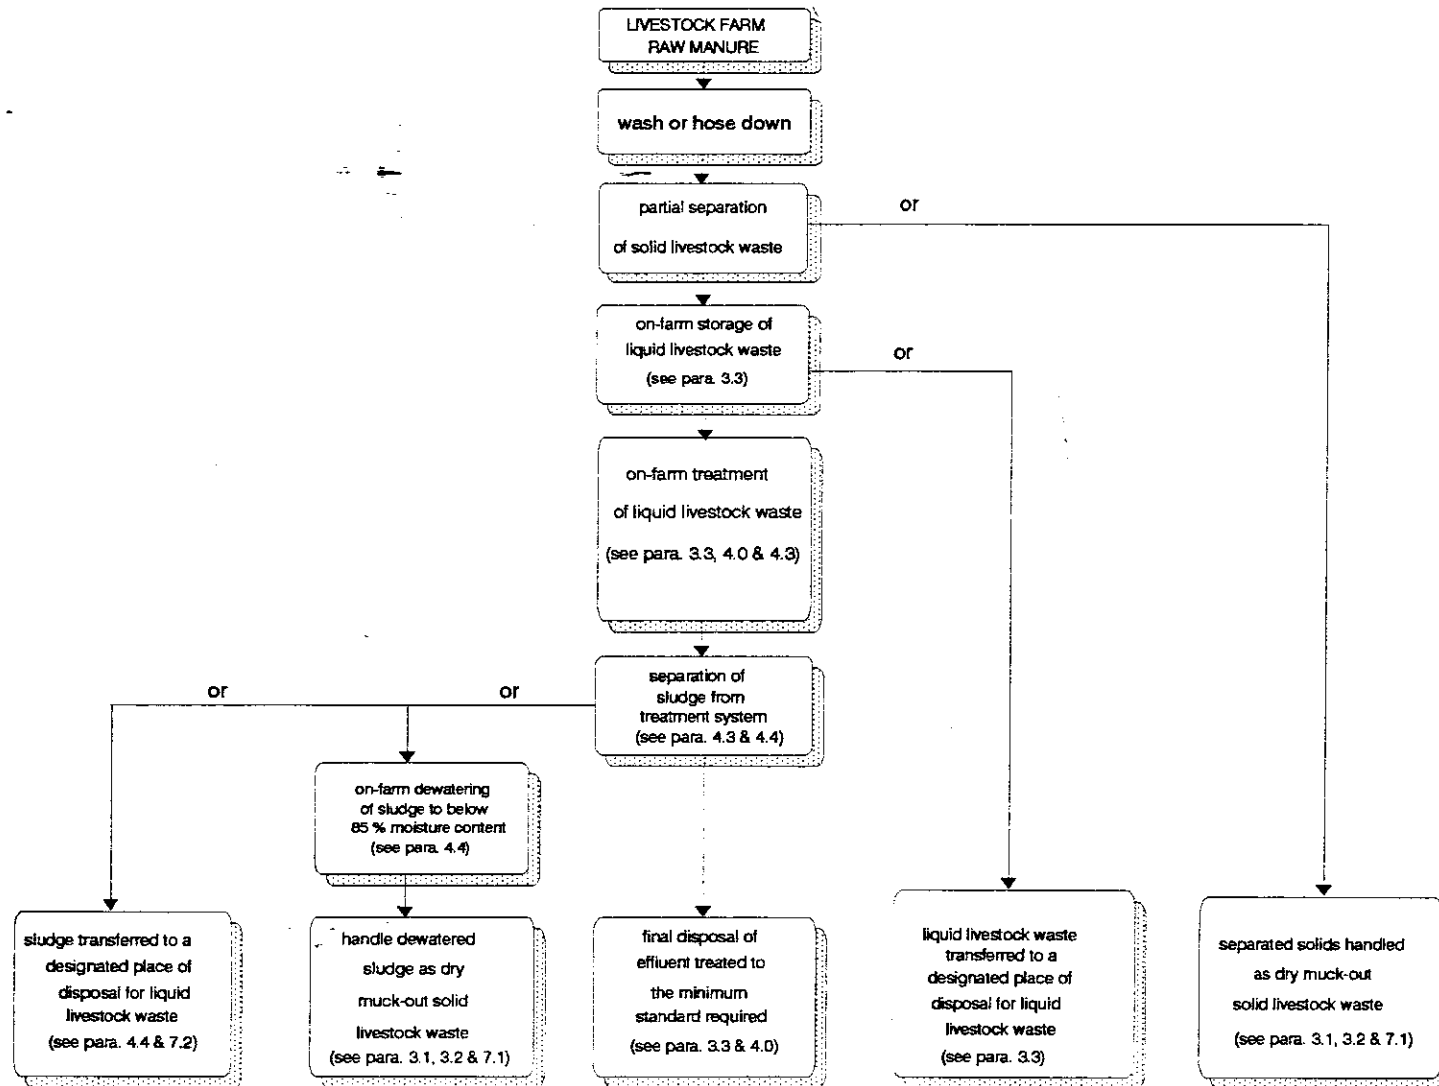 LIVESTOCK FARM
RAW MANURE
wash or hose down
partial separation
of solid livestock waste
or
on-farm storage of
liquid livestock waste
(see para. 3.3)
or
on-farm treatment
of liquid livestock waste
(see para. 3.3, 4.0 & 4.3)
separation of
sludge from
treatment system
(see para. 4.3 & 4.4)
or
or
on-farm dewatering
of sludge to below
85 % moisture content
(see para. 4.4)
sludge transferred to a
designated place of
disposal for liquid
livestock waste
(see para. 4.4 & 7.2)
handle dewatered
sludge as dry
muck-out solid
livestock waste
(see para. 3.1, 3.2 & 7.1)
final disposal of
effluent treated to
the minimum
standard required
(see para. 3.3 & 4.0)
liquid livestock waste
transferred to a
designated place of
disposal for liquid
livestock waste
(see para. 3.3)
separated solids handled
as dry muck-out
solid livestock waste
(see para. 3.1, 3.2 & 7.1)